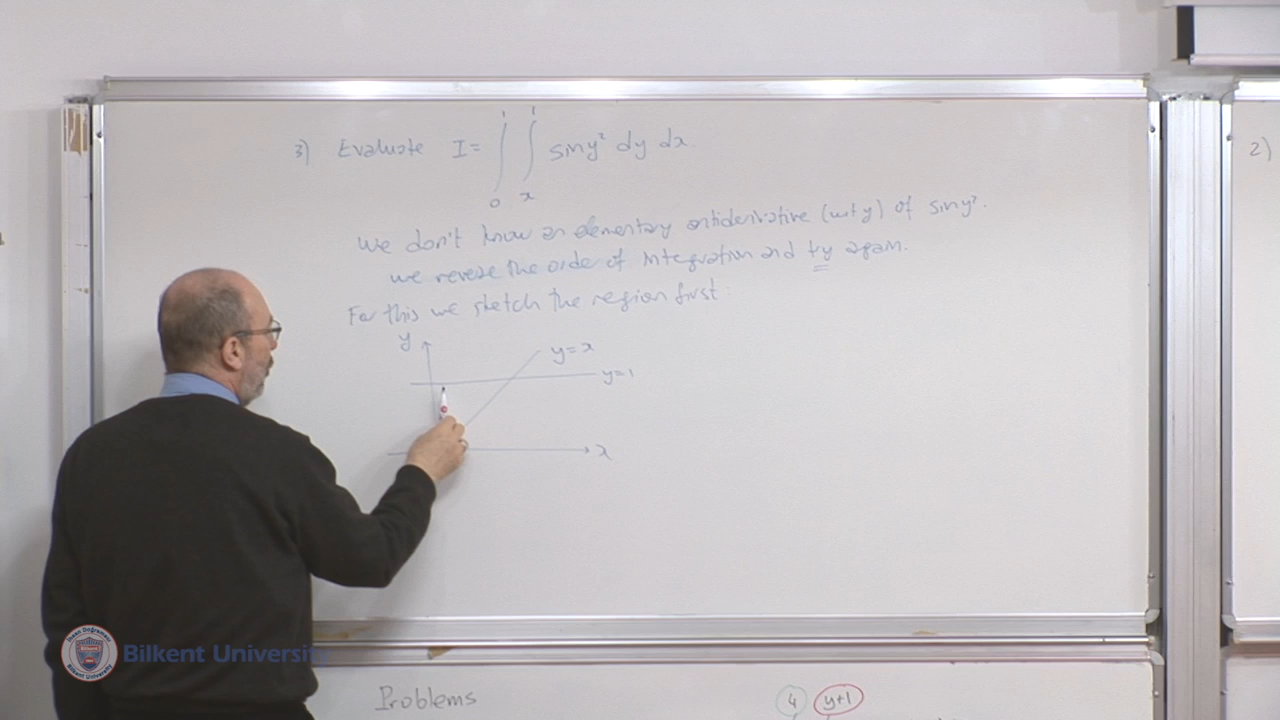 3) Evaluate I = ∫₀¹ ∫ₓ¹ sin y² dy dx.
We don't know an elementary antiderivative (wrt y) of sin y².
We reverse the order of integration and try again.
For this we sketch the region first:
y
y = x
y = 1
x
2)
Problems
4 y+1
Bilkent University